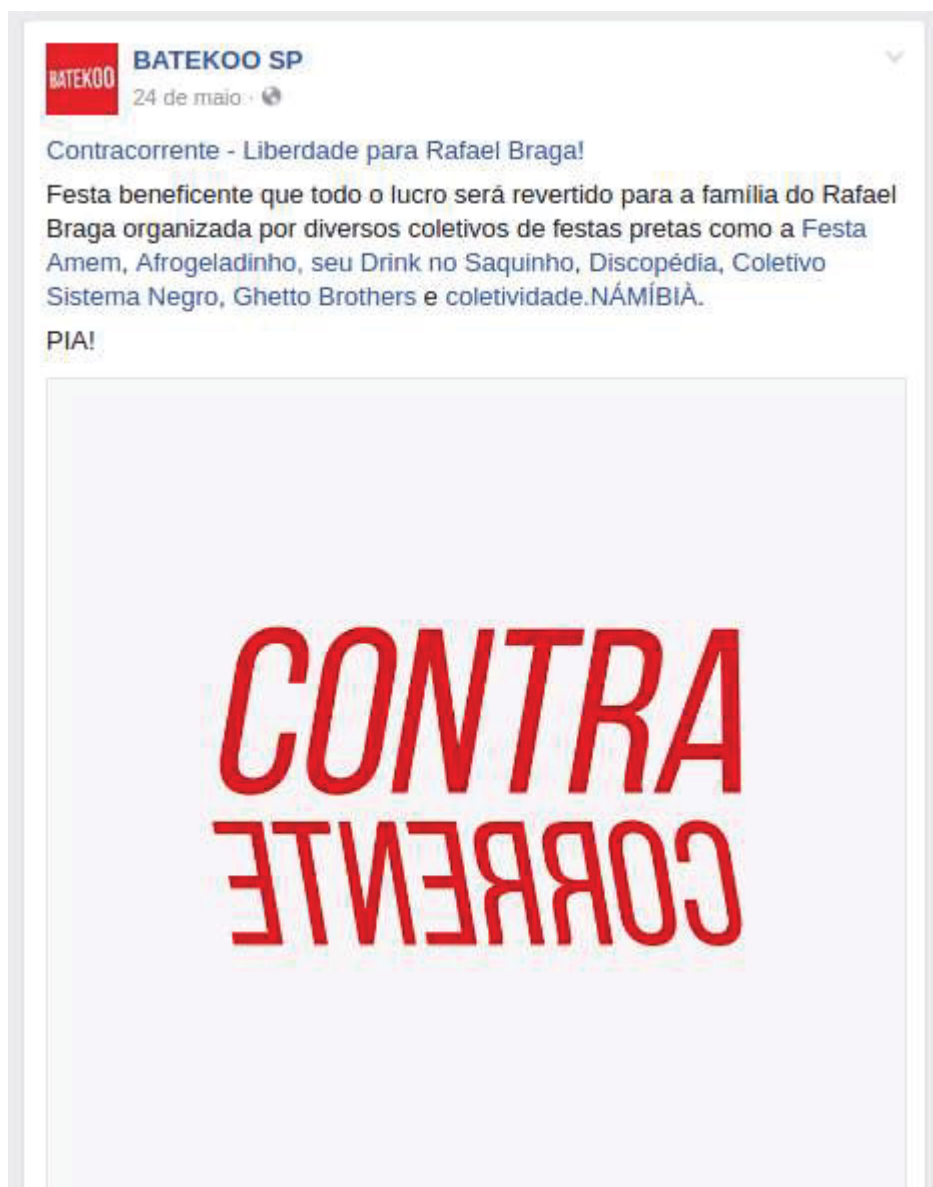 BATEKOO
BATEKOO SP
24 de maio ·
Contracorrente - Liberdade para Rafael Braga!
Festa beneficente que todo o lucro será revertido para a família do Rafael
Braga organizada por diversos coletivos de festas pretas como a Festa
Amem, Afrogeladinho, seu Drink no Saquinho, Discopédia, Coletivo
Sistema Negro, Ghetto Brothers e coletividade.NÁMÍBIÀ.
PIA!
CONTRA
CORRENTE